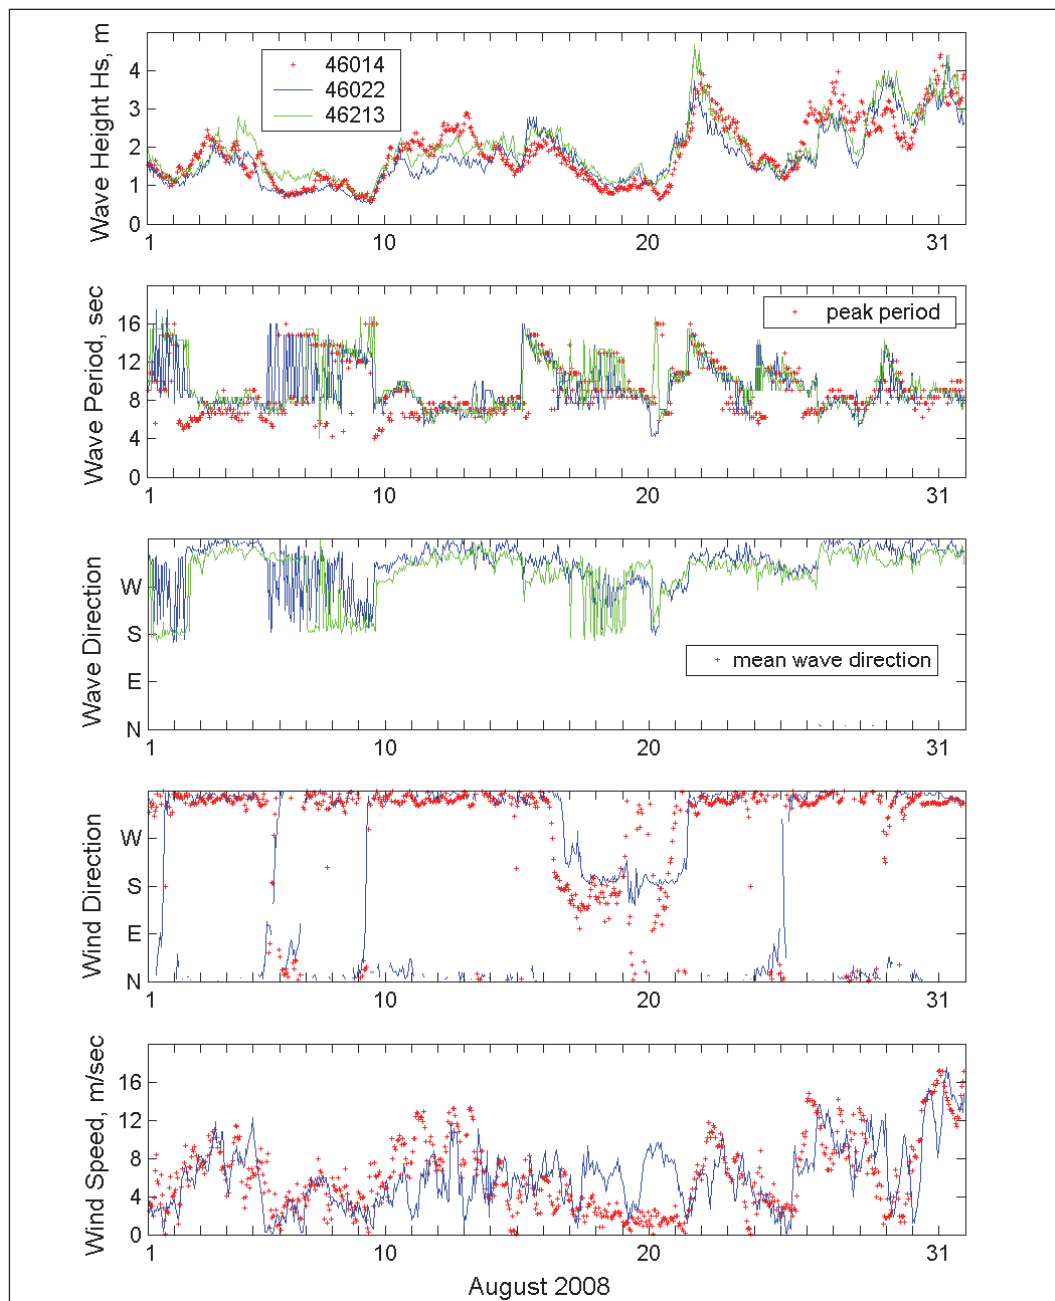 Wave Height Hs, m
4
3
2
1
0
46014
46022
46213
1
10
20
31
Wave Period, sec
16
12
8
4
0
peak period
1
10
20
31
Wave Direction
W
S
E
N
mean wave direction
1
10
20
31
Wind Direction
W
S
E
N
1
10
20
31
Wind Speed, m/sec
16
12
8
4
0
1
10
20
31
August 2008